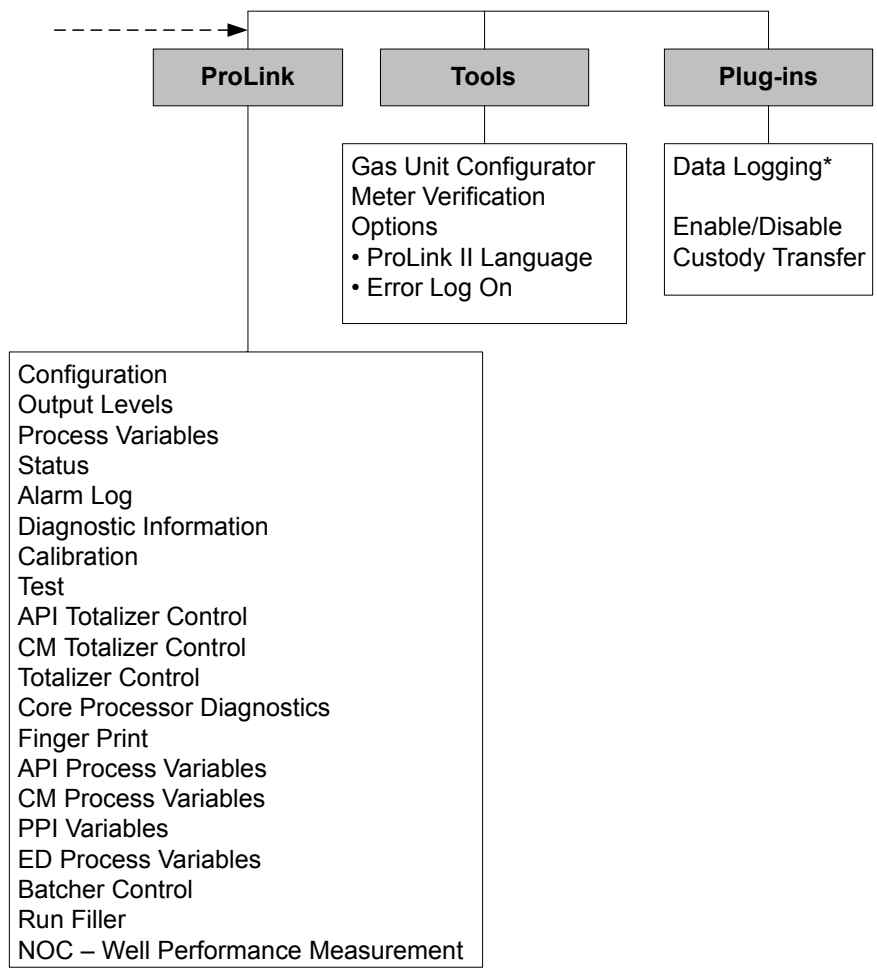 ProLink
Tools
Plug-ins
Gas Unit Configurator
Meter Verification
Options
• ProLink II Language
• Error Log On
Data Logging*
Enable/Disable
Custody Transfer
Configuration
Output Levels
Process Variables
Status
Alarm Log
Diagnostic Information
Calibration
Test
API Totalizer Control
CM Totalizer Control
Totalizer Control
Core Processor Diagnostics
Finger Print
API Process Variables
CM Process Variables
PPI Variables
ED Process Variables
Batcher Control
Run Filler
NOC – Well Performance Measurement